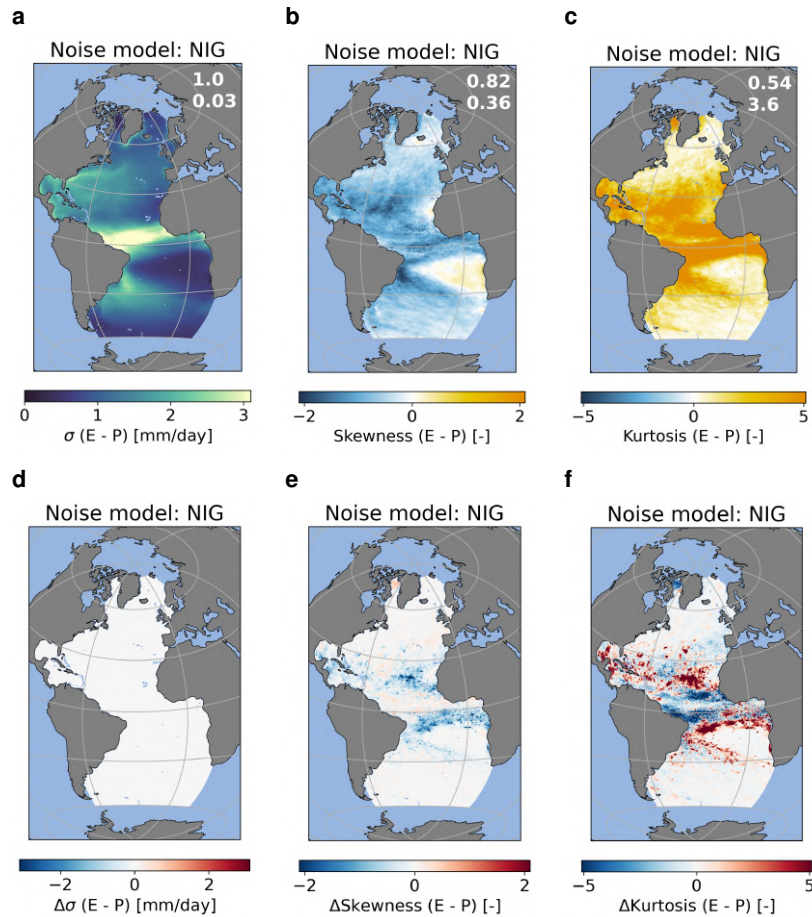 a
b
c
Noise model: NIG
Noise model: NIG
Noise model: NIG
1.0
0.03
0.82
0.36
0.54
3.6
0 1 2 3
σ (E - P) [mm/day]
−2 0 2
Skewness (E - P) [-]
−5 0 5
Kurtosis (E - P) [-]
d
e
f
Noise model: NIG
Noise model: NIG
Noise model: NIG
−2 0 2
Δσ (E - P) [mm/day]
−2 0 2
ΔSkewness (E - P) [-]
−5 0 5
ΔKurtosis (E - P) [-]